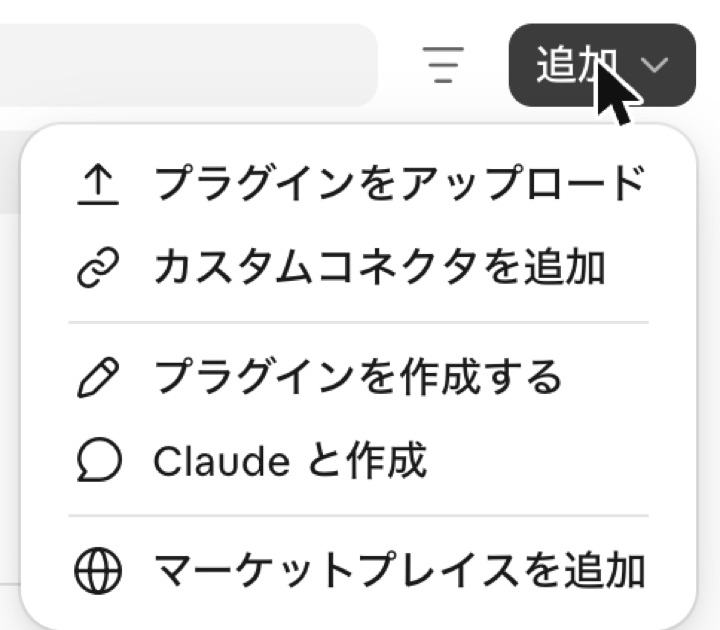 追加
プラグインをアップロード
カスタムコネクタを追加
プラグインを作成する
Claude と作成
マーケットプレイスを追加